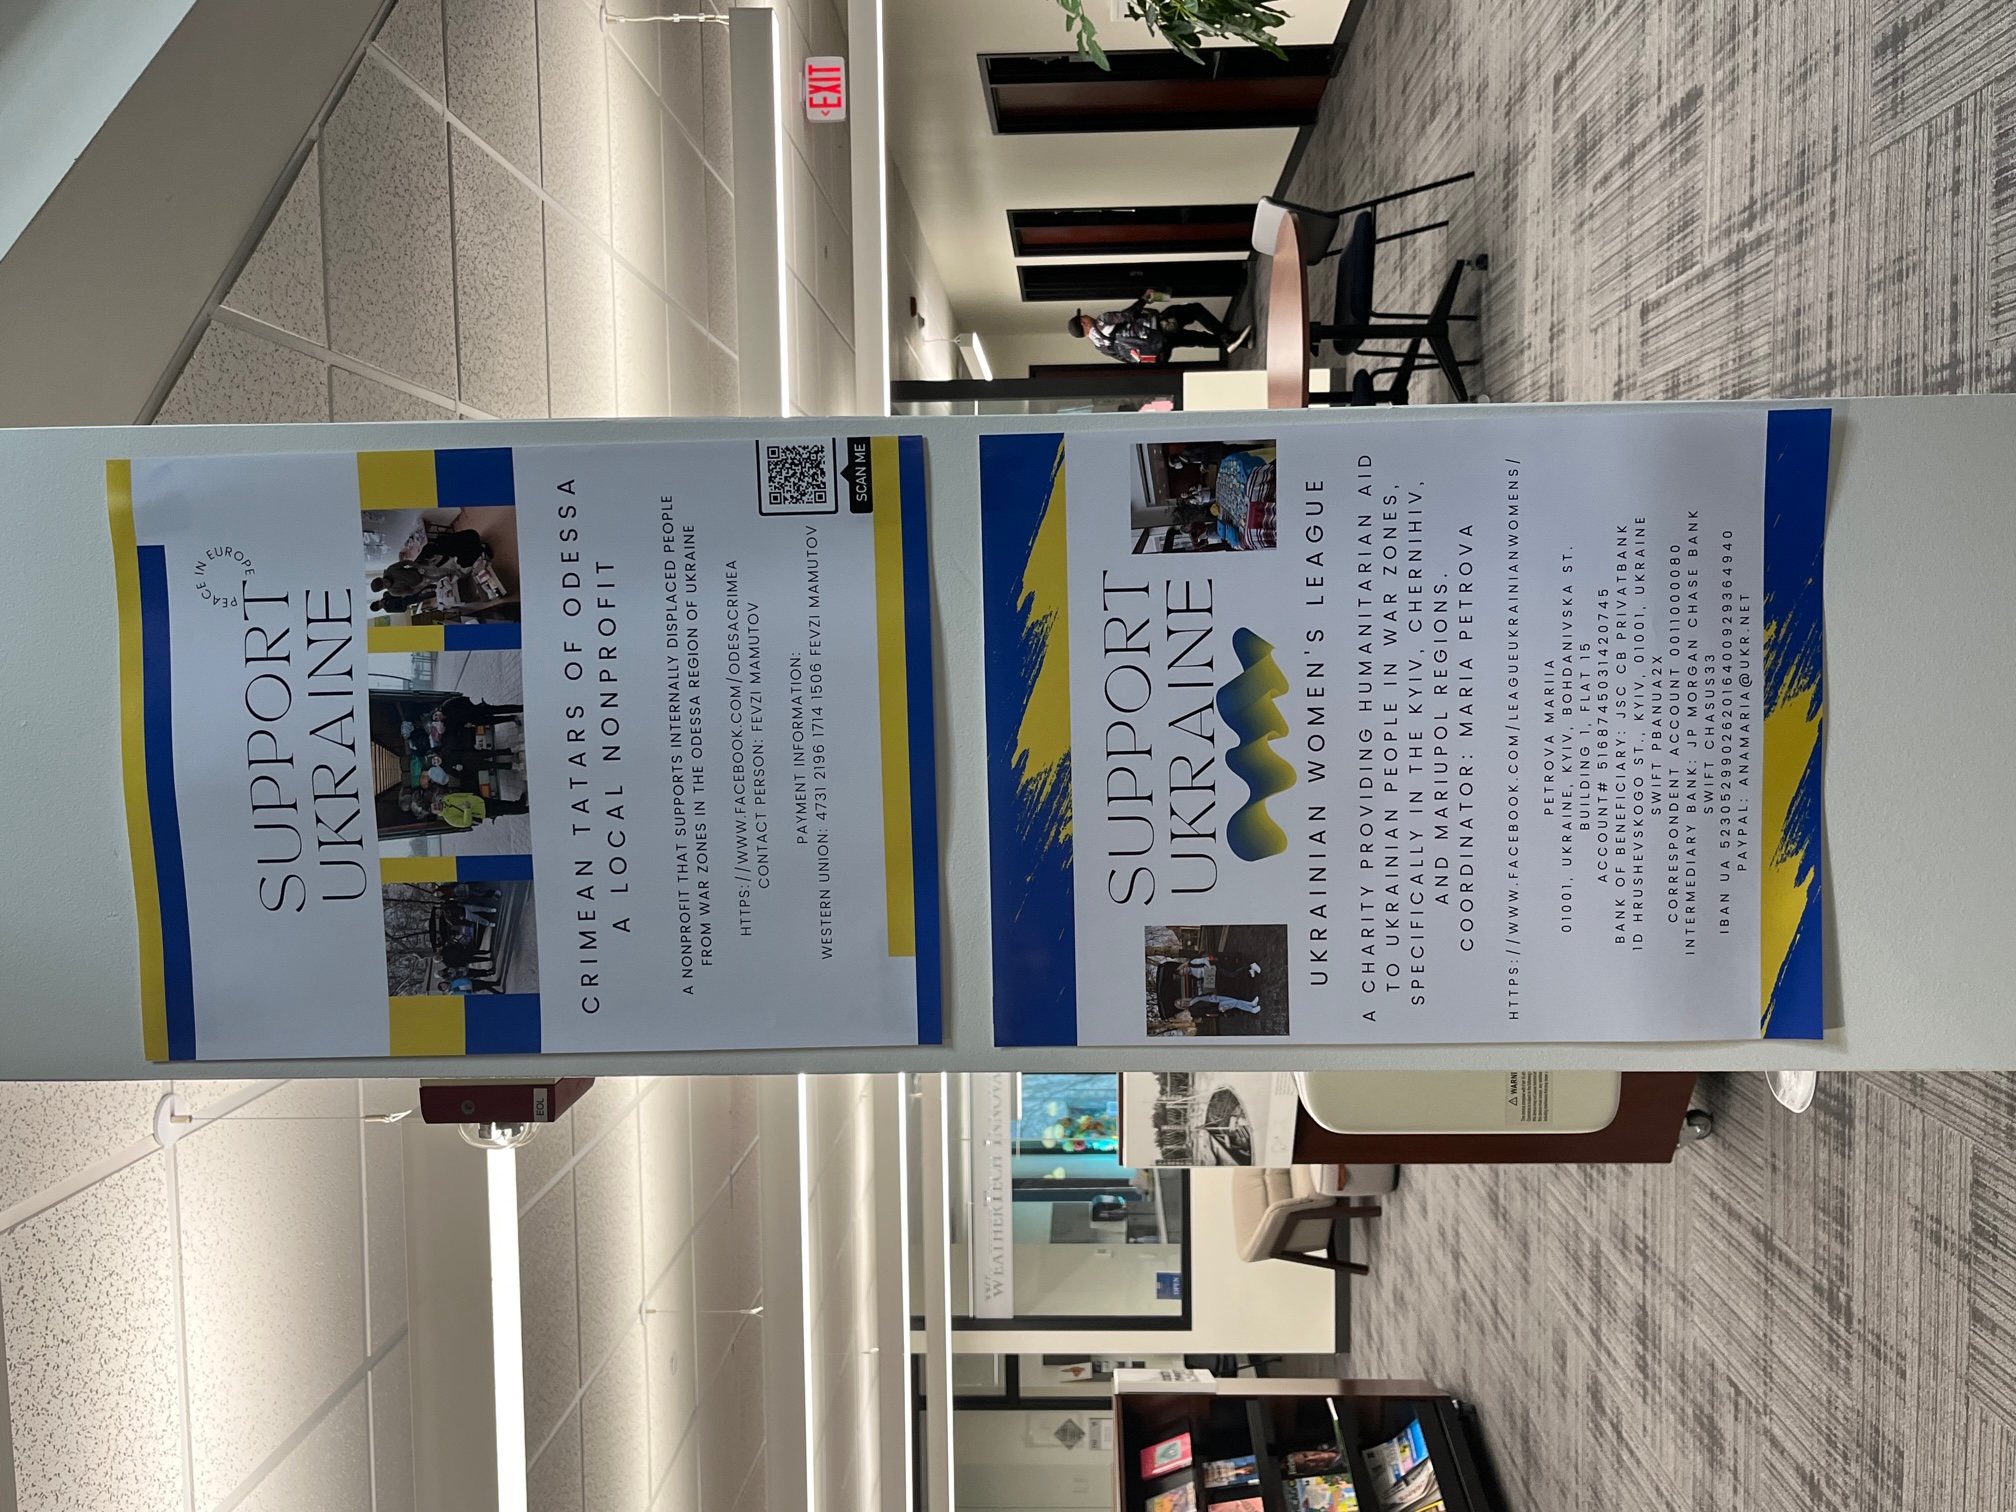 PEACE IN EUROPE
SUPPORT
UKRAINE
CRIMEAN TATARS OF ODESSA
A LOCAL NONPROFIT
A NONPROFIT THAT SUPPORTS INTERNALLY DISPLACED PEOPLE
FROM WAR ZONES IN THE ODESSA REGION OF UKRAINE
HTTPS://WWW.FACEBOOK.COM/ODESACRIMEA
CONTACT PERSON: FEVZI MAMUTOV
PAYMENT INFORMATION:
WESTERN UNION: 4731 2196 1714 1506 FEVZI MAMUTOV
SCAN ME
EOL
EXIT
WEATHERTECH INNOVA
OPEN
SUPPORT
UKRAINE
UKRAINIAN WOMEN'S LEAGUE
A CHARITY PROVIDING HUMANITARIAN AID
TO UKRAINIAN PEOPLE IN WAR ZONES,
SPECIFICALLY IN THE KYIV, CHERNIHIV,
AND MARIUPOL REGIONS.
COORDINATOR: MARIA PETROVA
HTTPS://WWW.FACEBOOK.COM/LEAGUEUKRAINIANWOMENS/
PETROVA MARIIA
01001, UKRAINE, KYIV, BOHDANIVSKA ST.
BUILDING 1, FLAT 15
ACCOUNT# 5168745031420745
BANK OF BENEFICIARY: JSC CB PRIVATBANK
1D HRUSHEVSKOGO ST., KYIV, 01001, UKRAINE
SWIFT PBANUA2X
CORRESPONDENT ACCOUNT 0011000080
INTERMEDIARY BANK: JP MORGAN CHASE BANK
SWIFT CHASUS33
IBAN UA 523052990262016400929364940
PAYPAL: ANAMARIA@UKR.NET
WARNI